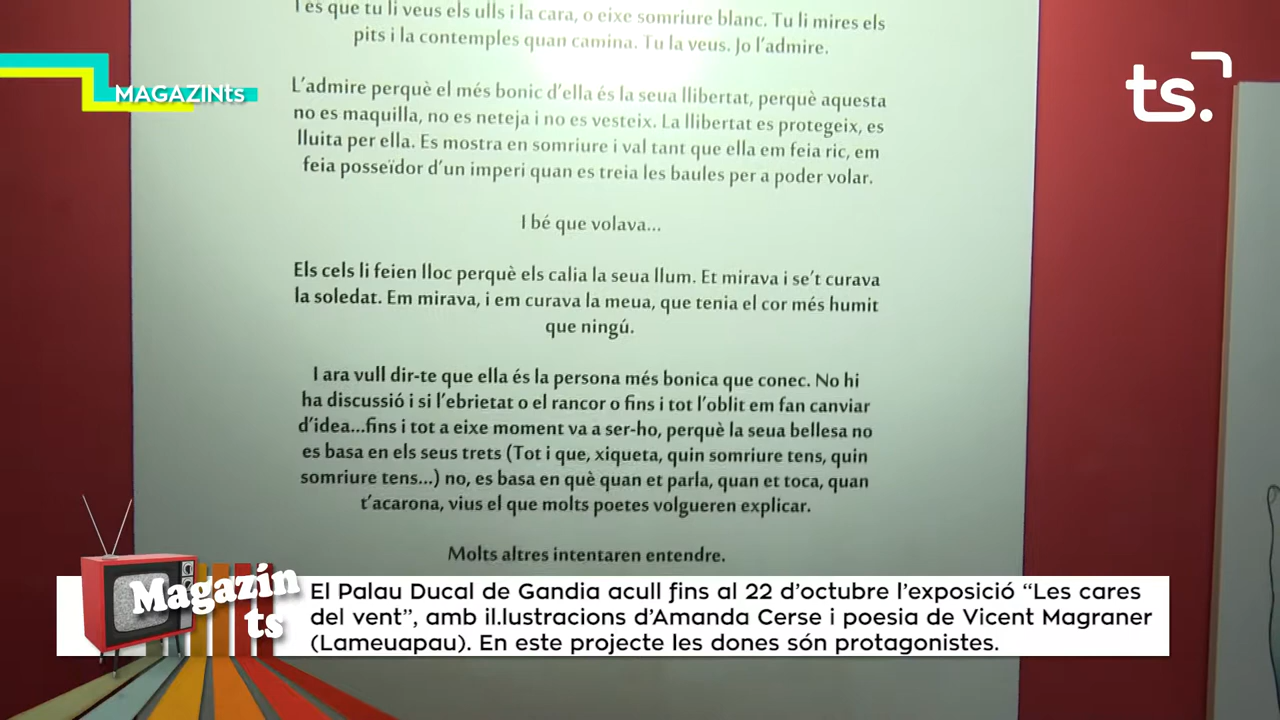 I és que tu li veus els ulls i la cara, o eixe somriure blanc. Tu li mires els
pits i la contemples quan camina. Tu la veus. Jo l'admire.
MAGAZINts
ts.
L'admire perquè el més bonic d'ella és la seua llibertat, perquè aquesta
no es maquilla, no es neteja i no es vesteix. La llibertat es protegeix, es
lluita per ella. Es mostra en somriure i val tant que ella em feia ric, em
feia posseïdor d'un imperi quan es treia les baules per a poder volar.
I bé que volava...
Els cels li feien lloc perquè els calia la seua llum. Et mirava i se't curava
la soledat. Em mirava, i em curava la meua, que tenia el cor més humit
que ningú.
I ara vull dir-te que ella és la persona més bonica que conec. No hi
ha discussió i si l'ebrietat o el rancor o fins i tot l'oblit em fan canviar
d'idea...fins i tot a eixe moment va a ser-ho, perquè la seua bellesa no
es basa en els seus trets (Tot i que, xiqueta, quin somriure tens, quin
somriure tens...) no, es basa en què quan et parla, quan et toca, quan
t'acarona, vius el que molts poetes volgueren explicar.
Molts altres intentaren entendre.
Magazin
ts
El Palau Ducal de Gandia acull fins al 22 d'octubre l'exposició “Les cares
del vent”, amb il.lustracions d'Amanda Cerse i poesia de Vicent Magraner
(Lameuapau). En este projecte les dones són protagonistes.